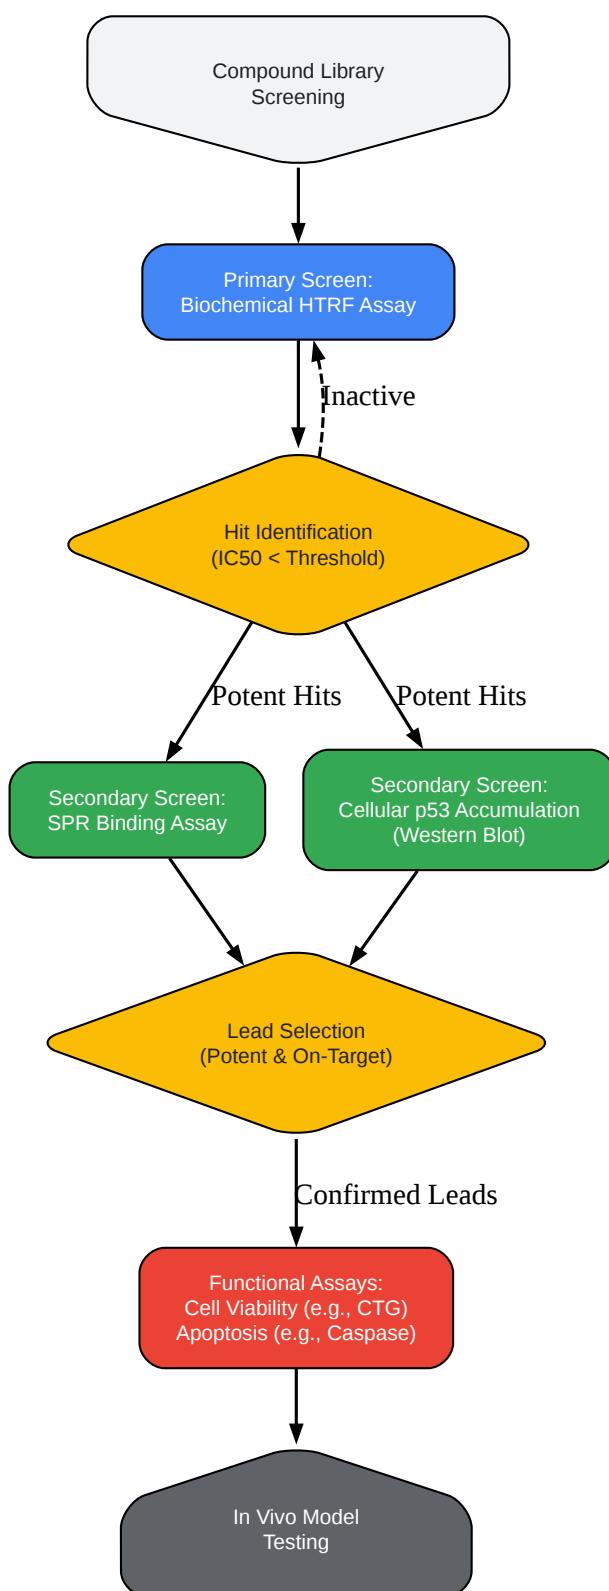 Compound Library
Screening
Primary Screen:
Biochemical HTRF Assay
Inactive
Hit Identification
(IC50 < Threshold)
Potent Hits
Potent Hits
Secondary Screen:
SPR Binding Assay
Secondary Screen:
Cellular p53 Accumulation
(Western Blot)
Lead Selection
(Potent & On-Target)
Confirmed Leads
Functional Assays:
Cell Viability (e.g., CTG)
Apoptosis (e.g., Caspase)
In Vivo Model
Testing